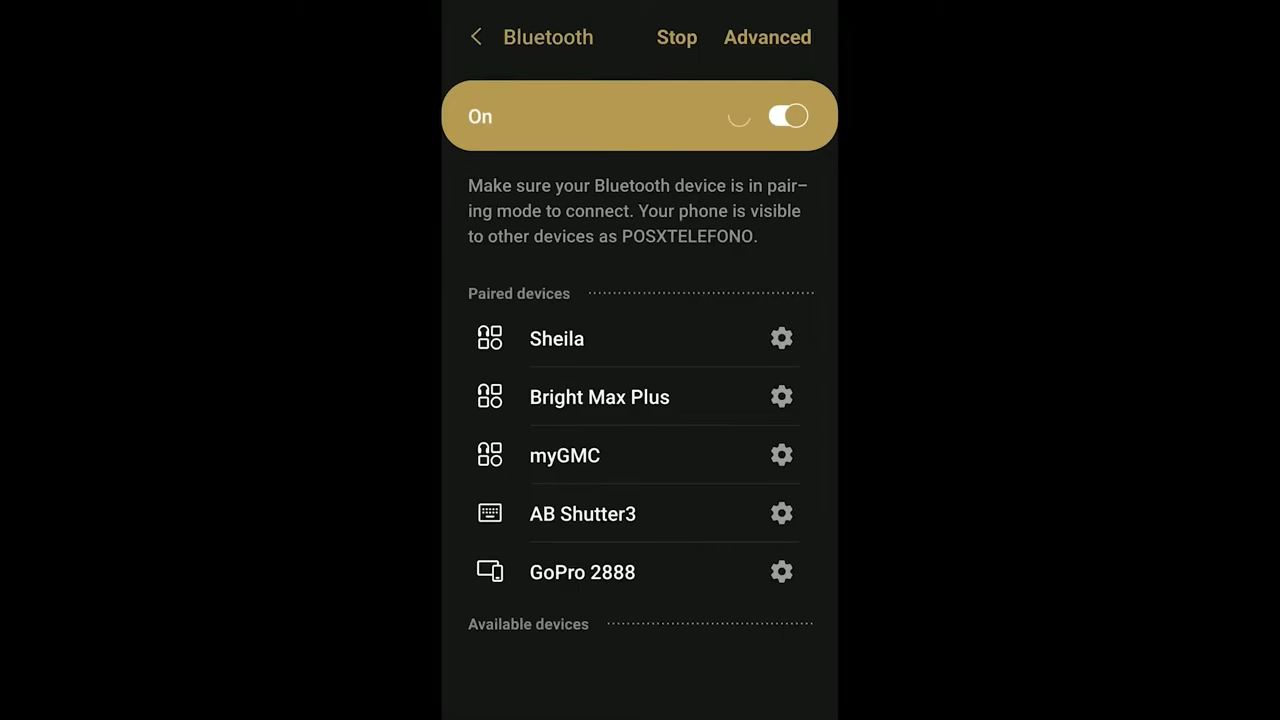 Bluetooth Stop Advanced
On
Make sure your Bluetooth device is in pair–
ing mode to connect. Your phone is visible
to other devices as POSXTELEFONO.
Paired devices
Sheila
Bright Max Plus
myGMC
AB Shutter3
GoPro 2888
Available devices